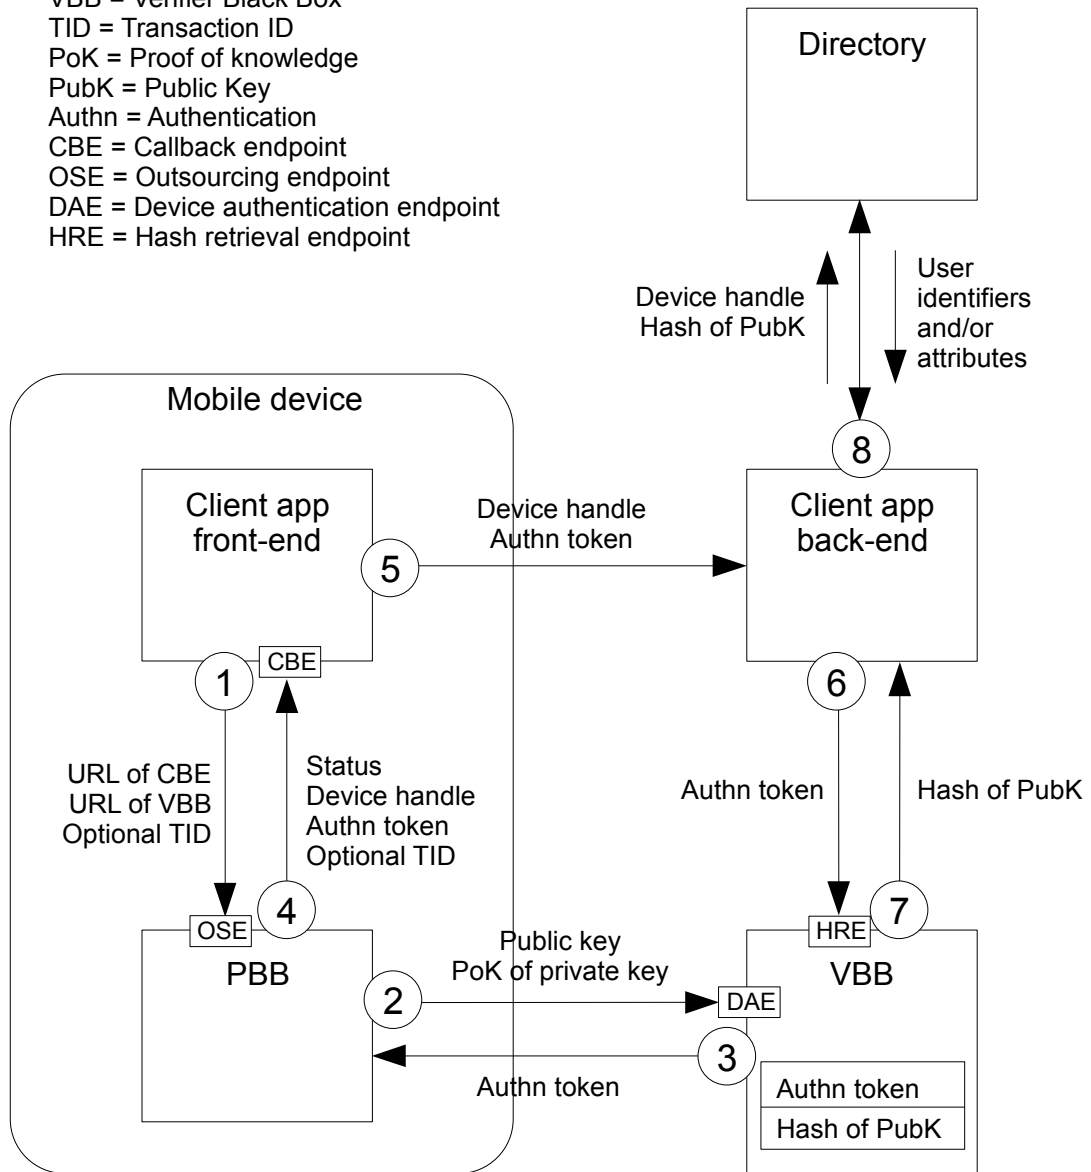 VBB = Verifier Black Box
TID = Transaction ID
PoK = Proof of knowledge
PubK = Public Key
Authn = Authentication
CBE = Callback endpoint
OSE = Outsourcing endpoint
DAE = Device authentication endpoint
HRE = Hash retrieval endpoint
Directory
Device handle
Hash of PubK
User
identifiers
and/or
attributes
Mobile device
8
Client app
front-end
Client app
back-end
Device handle
Authn token
5
1
CBE
6
URL of CBE
URL of VBB
Optional TID
Status
Device handle
Authn token
Optional TID
Authn token
Hash of PubK
4
7
OSE
HRE
PBB
VBB
Public key
PoK of private key
2
DAE
3
Authn token
Authn token
Hash of PubK